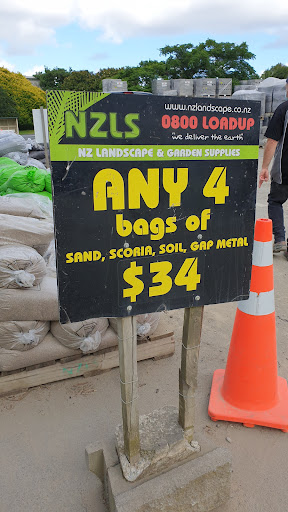 www.nzlandscape.co.nz
NZLS
0800 LOADUP
we deliver the earth
NZ LANDSCAPE & GARDEN SUPPLIES
ANY 4
bags of
SAND, SCORIA, SOIL, GAP METAL
$34